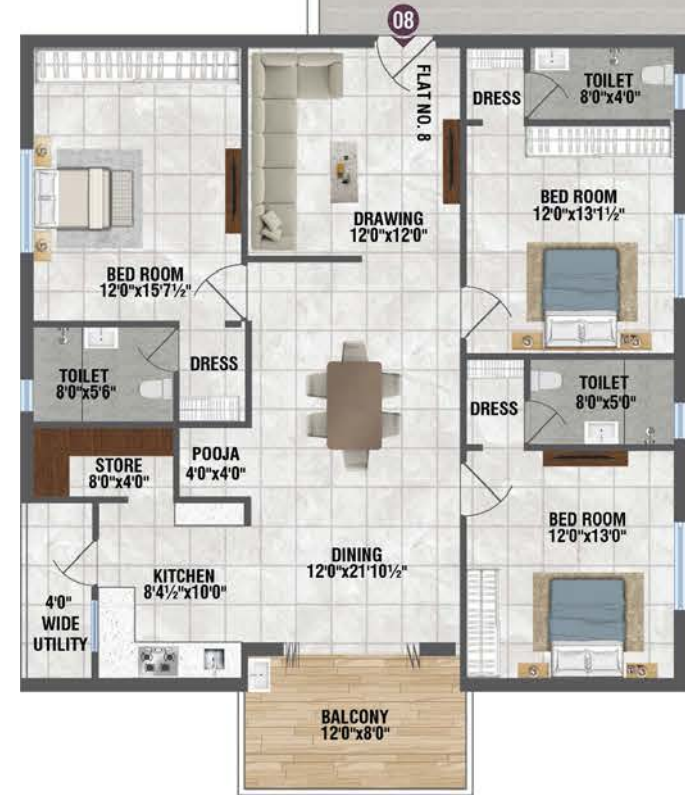 08
FLAT NO. 8
DRESS
TOILET
8'0"x4'0"
DRAWING
12'0"x12'0"
BED ROOM
12'0"x13'1½"
BED ROOM
12'0"x15'7½"
TOILET
8'0"x5'6"
DRESS
DRESS
TOILET
8'0"x5'0"
STORE
8'0"x4'0"
POOJA
4'0"x4'0"
BED ROOM
12'0"x13'0"
KITCHEN
8'4½"x10'0"
DINING
12'0"x21'10½"
4'0"
WIDE
UTILITY
BALCONY
12'0"x8'0"